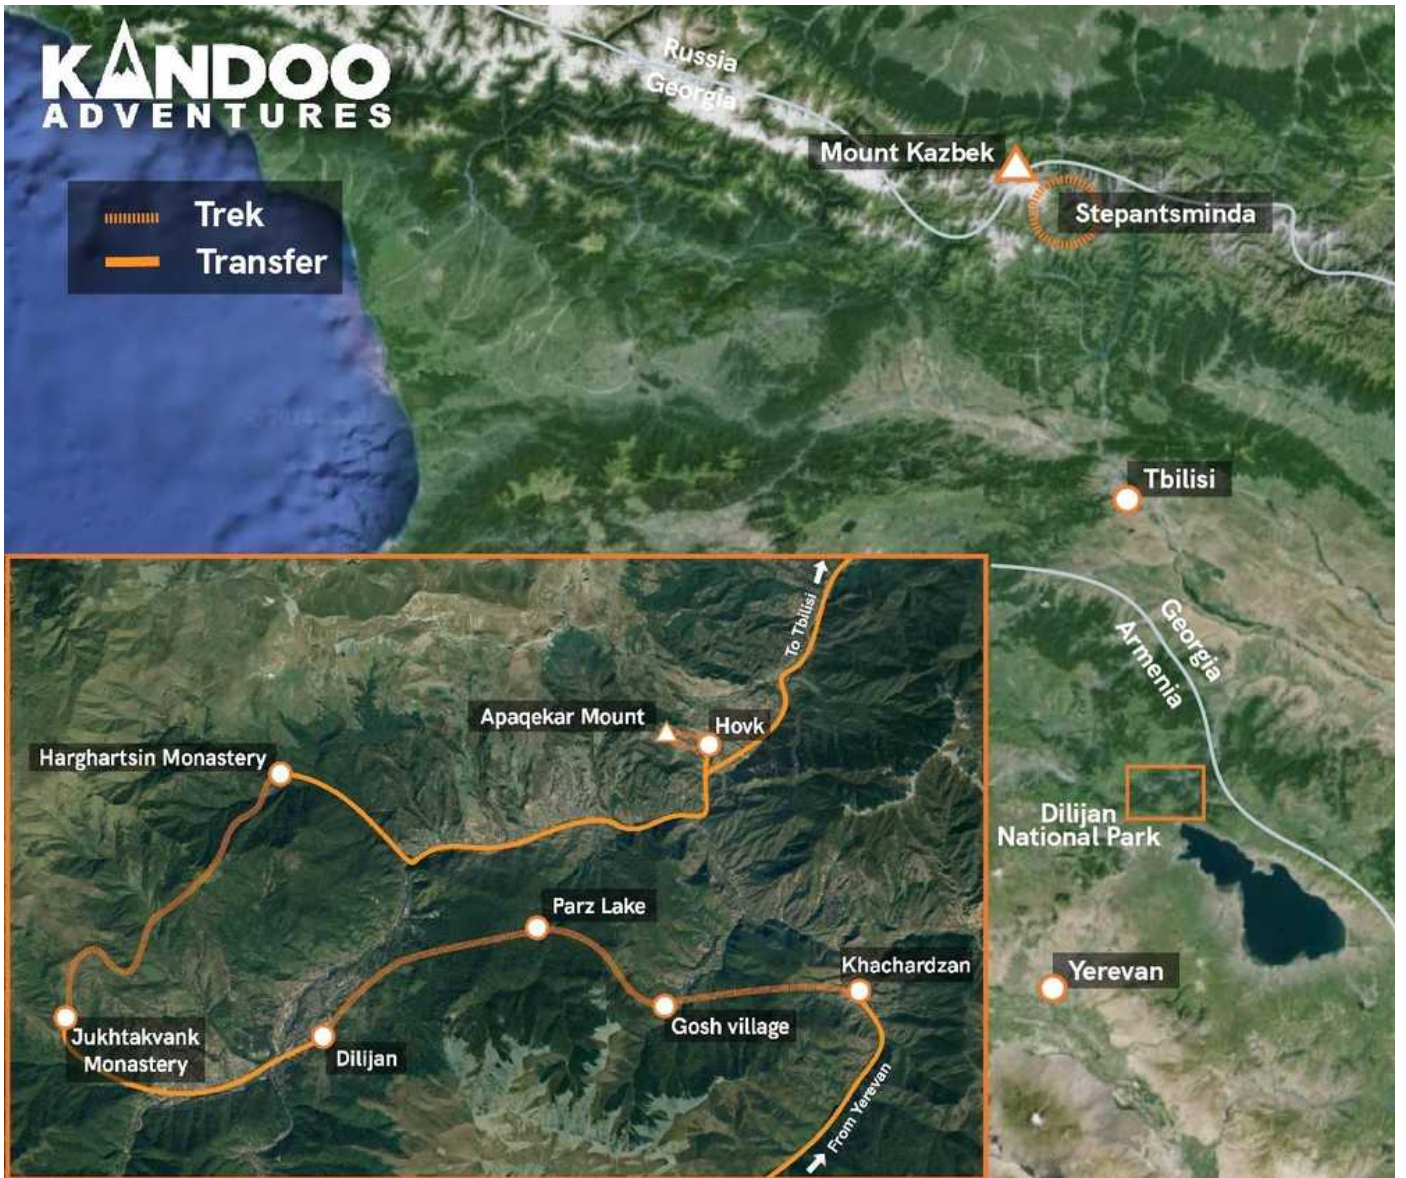 KANDOO
ADVENTURES
Trek
Transfer
Russia
Georgia
Mount Kazbek
Stepantsminda
Tbilisi
Georgia
Armenia
Dilijan
National Park
Yerevan
To Tbilisi
Apaqekar Mount
Hovk
Harghartsin Monastery
Parz Lake
Khachardzan
Gosh village
Jukhtakvank
Monastery
Dilijan
From Yerevan